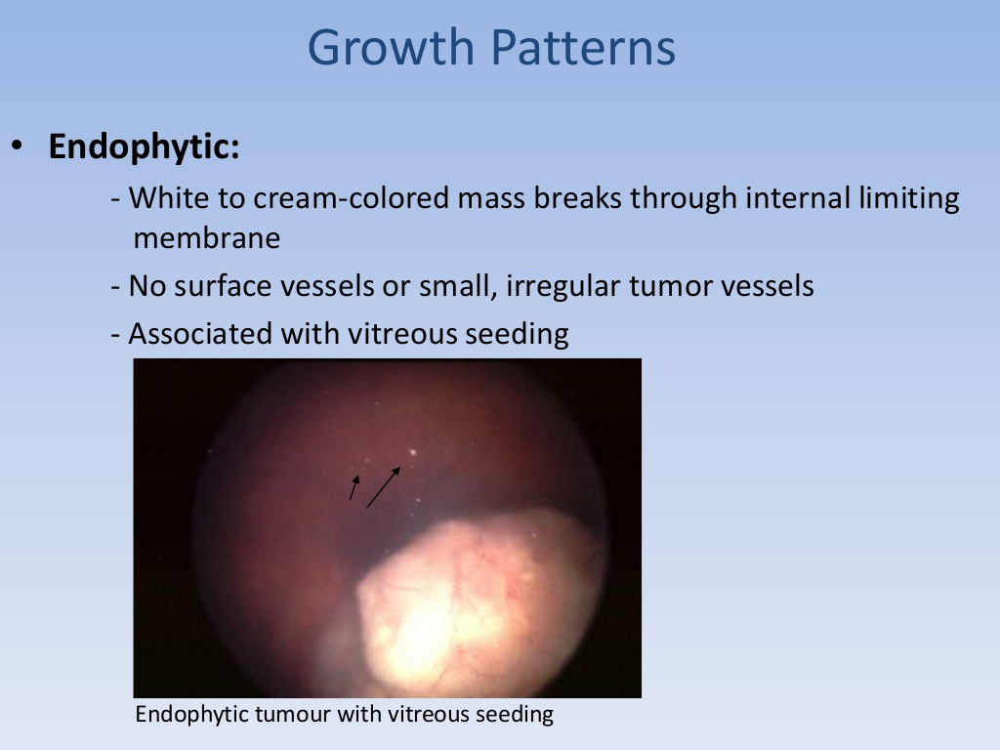 Growth Patterns
• Endophytic:
- White to cream-colored mass breaks through internal limiting
membrane
- No surface vessels or small, irregular tumor vessels
- Associated with vitreous seeding
Endophytic tumour with vitreous seeding